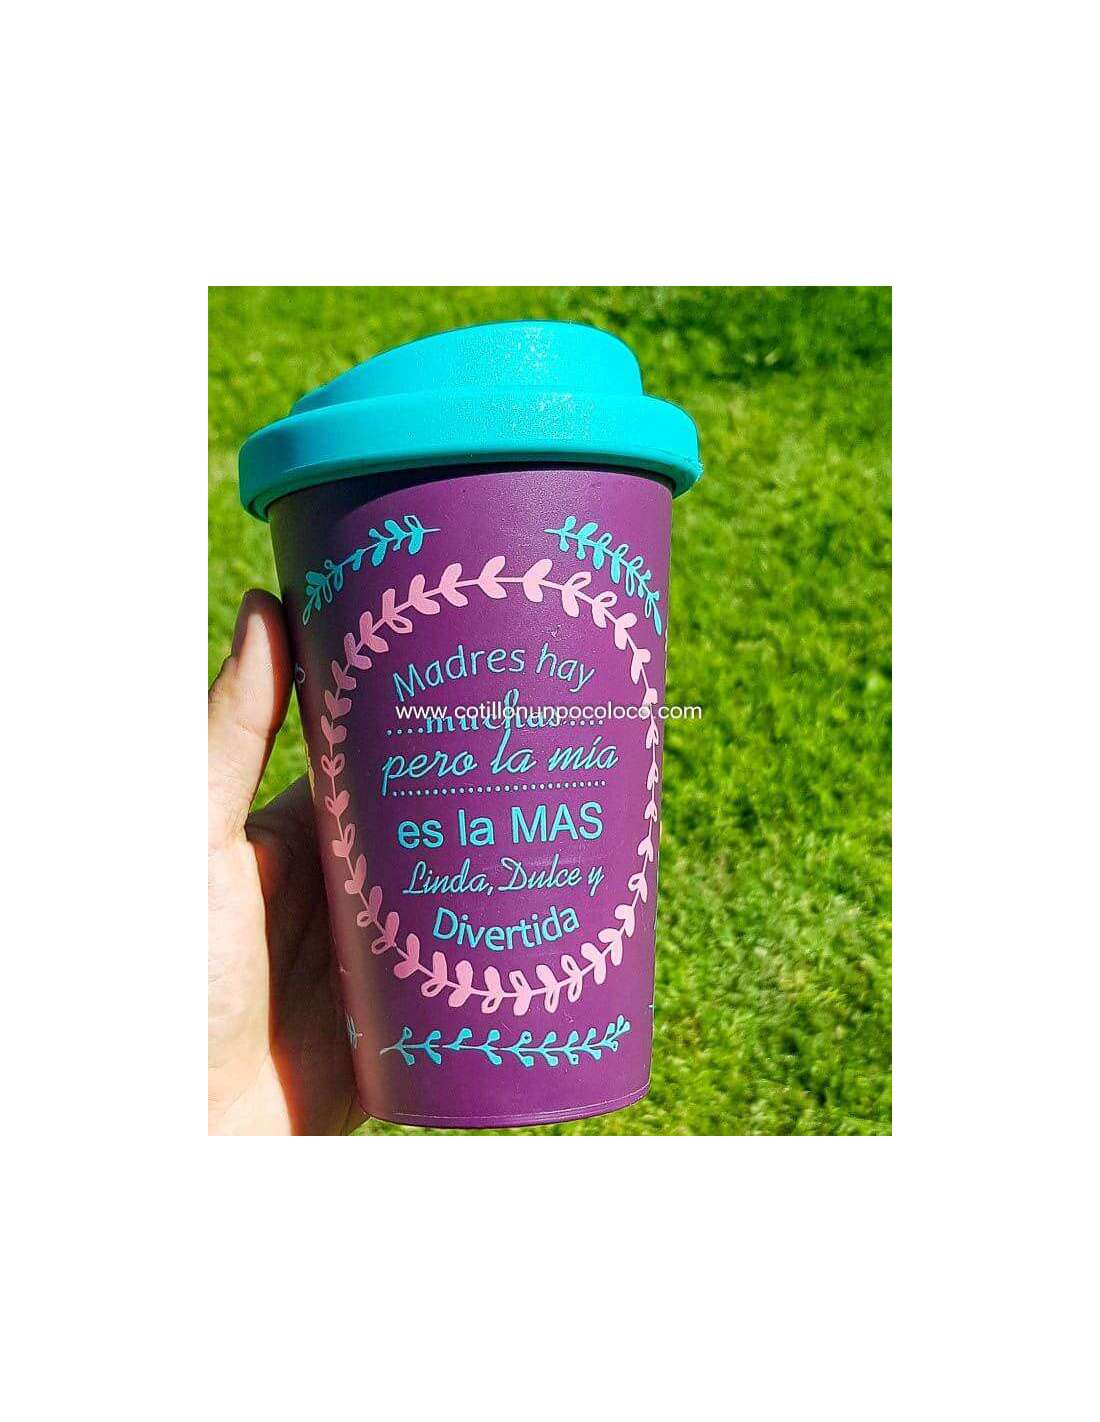 Madres hay
www.cotillonunpocoloco.com
....muchas....
pero la mía
es la MAS
Linda, Dulce y
Divertida